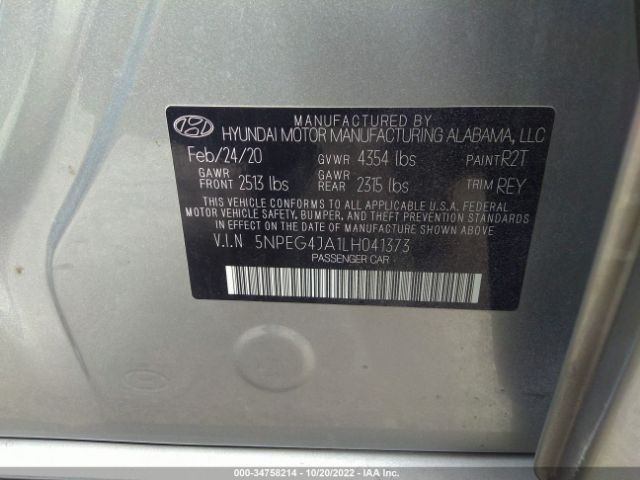 MANUFACTURED BY
HYUNDAI MOTOR MANUFACTURING ALABAMA, LLC
Feb/24/20 GVWR 4354 lbs PAINT R2T
GAWR FRONT 2513 lbs GAWR REAR 2315 lbs TRIM REY
THIS VEHICLE CONFORMS TO ALL APPLICABLE U.S.A. FEDERAL
MOTOR VEHICLE SAFETY, BUMPER, AND THEFT PREVENTION STANDARDS
IN EFFECT ON THE DATE OF MANUFACTURE SHOWN ABOVE.
V.I.N 5NPEG4JA1LH041373
PASSENGER CAR
000-34758214 - 10/20/2022 - IAA Inc.